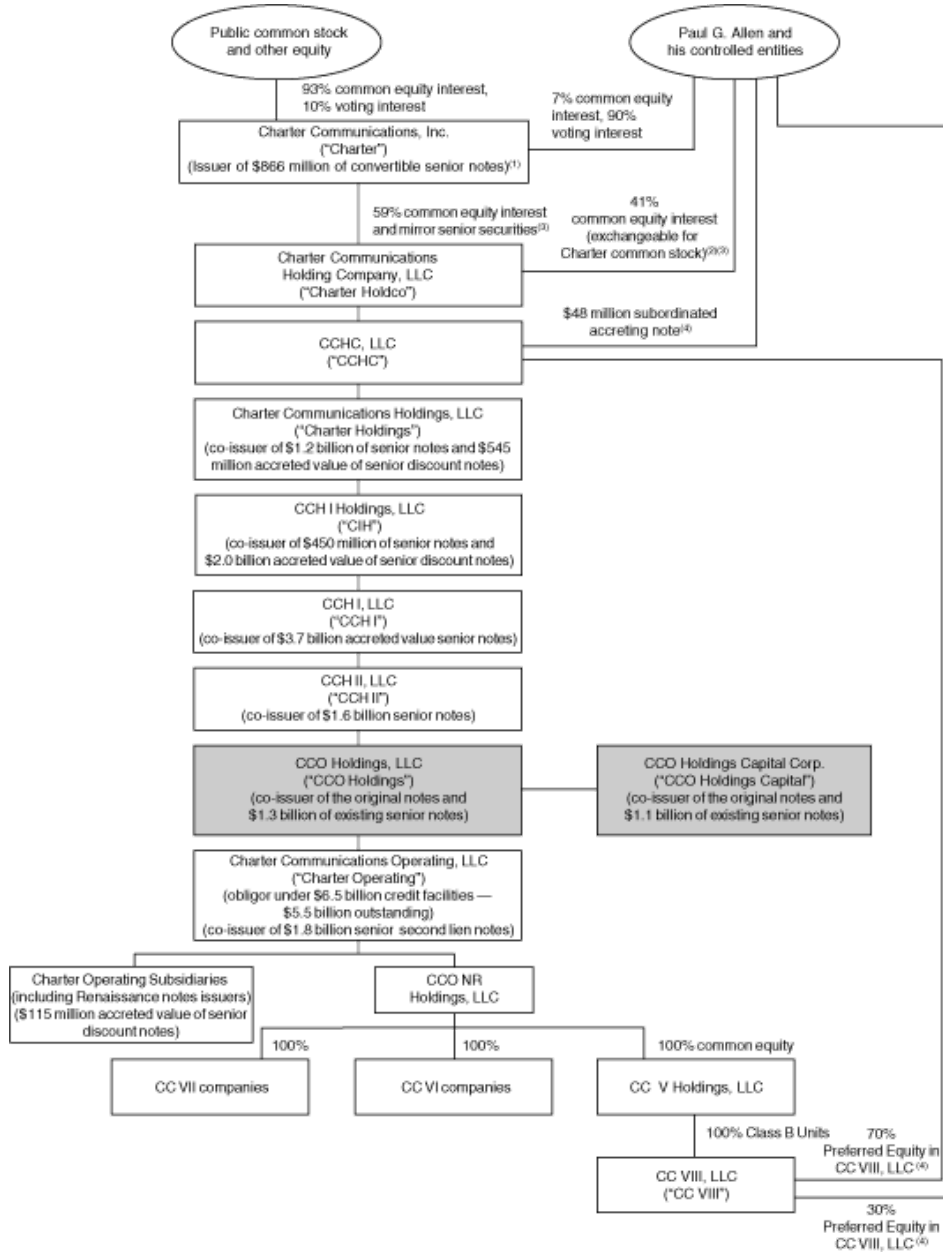 Public common stock
and other equity
Paul G. Allen and
his controlled entities
93% common equity interest,
10% voting interest
7% common equity
interest, 90%
voting interest
Charter Communications, Inc.
("Charter")
(Issuer of $866 million of convertible senior notes)(1)
59% common equity interest
and mirror senior securities(3)
41%
common equity interest
(exchangeable for
Charter common stock)(2)(3)
Charter Communications
Holding Company, LLC
("Charter Holdco")
$48 million subordinated
accreting note(4)
CCHC, LLC
("CCHC")
Charter Communications Holdings, LLC
("Charter Holdings")
(co-issuer of $1.2 billion of senior notes and $545
million accreted value of senior discount notes)
CCH I Holdings, LLC
("CIH")
(co-issuer of $450 million of senior notes and
$2.0 billion accreted value of senior discount notes)
CCH I, LLC
("CCH I")
(co-issuer of $3.7 billion accreted value senior notes)
CCH II, LLC
("CCH II")
(co-issuer of $1.6 billion senior notes)
CCO Holdings, LLC
("CCO Holdings")
(co-issuer of the original notes and
$1.3 billion of existing senior notes)
CCO Holdings Capital Corp.
("CCO Holdings Capital")
(co-issuer of the original notes and
$1.1 billion of existing senior notes)
Charter Communications Operating, LLC
("Charter Operating")
(obligor under $6.5 billion credit facilities —
$5.5 billion outstanding)
(co-issuer of $1.8 billion senior second lien notes)
Charter Operating Subsidiaries
(including Renaissance notes issuers)
($115 million accreted value of senior
discount notes)
CCO NR
Holdings, LLC
100%
100%
100% common equity
CC VII companies
CC VI companies
CC V Holdings, LLC
100% Class B Units
70%
Preferred Equity in
CC VIII, LLC (4)
CC VIII, LLC
("CC VIII")
30%
Preferred Equity in
CC VIII, LLC (4)